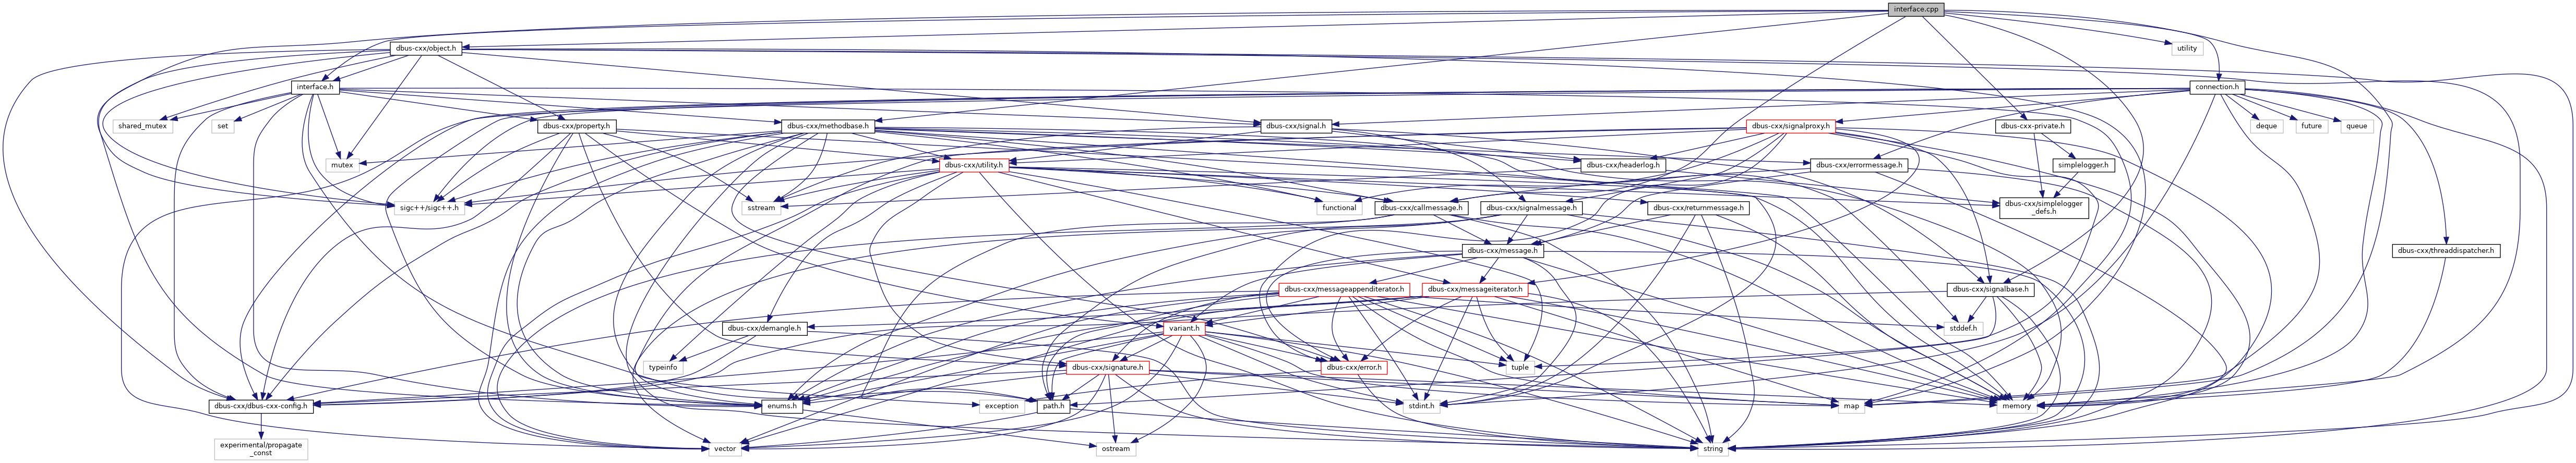 interface.cpp
dbus-cxx/object.h
utility
interface.h
connection.h
shared_mutex
set
dbus-cxx/property.h
dbus-cxx/methodbase.h
dbus-cxx/signal.h
dbus-cxx/signalproxy.h
dbus-cxx-private.h
deque
future
queue
mutex
dbus-cxx/utility.h
dbus-cxx/headerlog.h
dbus-cxx/errormessage.h
simplelogger.h
sigc++/sigc++.h
sstream
functional
dbus-cxx/callmessage.h
dbus-cxx/signalmessage.h
dbus-cxx/returnmessage.h
dbus-cxx/simplelogger
_defs.h
dbus-cxx/message.h
dbus-cxx/threaddispatcher.h
dbus-cxx/messageappenditerator.h
dbus-cxx/messageiterator.h
dbus-cxx/signalbase.h
dbus-cxx/demangle.h
variant.h
stddef.h
typeinfo
dbus-cxx/signature.h
dbus-cxx/error.h
tuple
dbus-cxx/dbus-cxx-config.h
enums.h
exception
path.h
stdint.h
map
memory
experimental/propagate
_const
vector
ostream
string